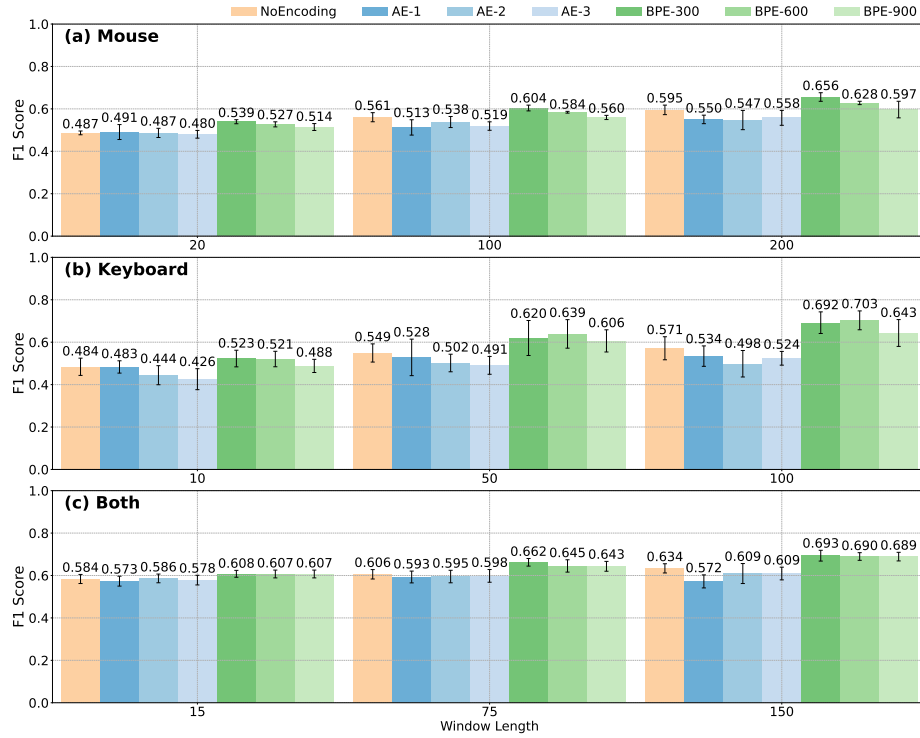 NoEncoding AE-1 AE-2 AE-3 BPE-300 BPE-600 BPE-900
(a) Mouse
F1 Score
1.0
0.8
0.6
0.4
0.2
0.0
0.487 0.491 0.487 0.480 0.539 0.527 0.514
0.561 0.513 0.538 0.519 0.604 0.584 0.560
0.595 0.550 0.547 0.558 0.656 0.628 0.597
20 100 200
(b) Keyboard
F1 Score
1.0
0.8
0.6
0.4
0.2
0.0
0.484 0.483 0.444 0.426 0.523 0.521 0.488
0.549 0.528 0.502 0.491 0.620 0.639 0.606
0.571 0.534 0.498 0.524 0.692 0.703 0.643
10 50 100
(c) Both
F1 Score
1.0
0.8
0.6
0.4
0.2
0.0
0.584 0.573 0.586 0.578 0.608 0.607 0.607
0.606 0.593 0.595 0.598 0.662 0.645 0.643
0.634 0.572 0.609 0.609 0.693 0.690 0.689
15 75 150
Window Length